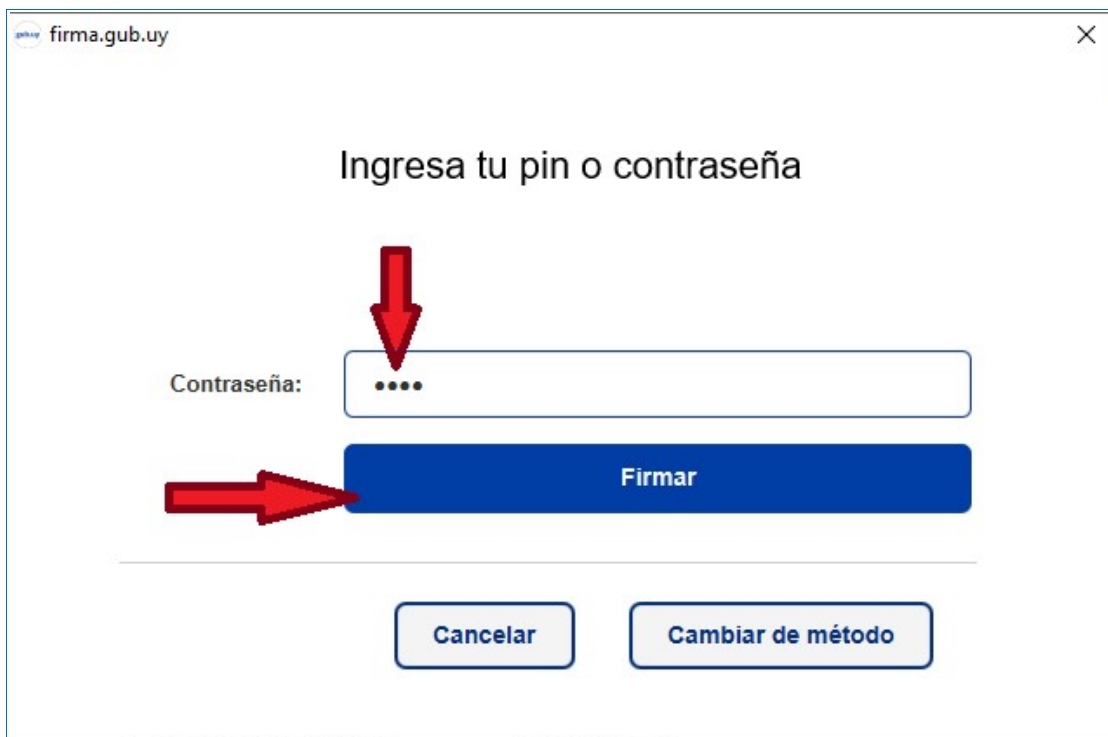 firma.gub.uy
Ingresa tu pin o contraseña
Contraseña: ••••
Firmar
Cancelar
Cambiar de método